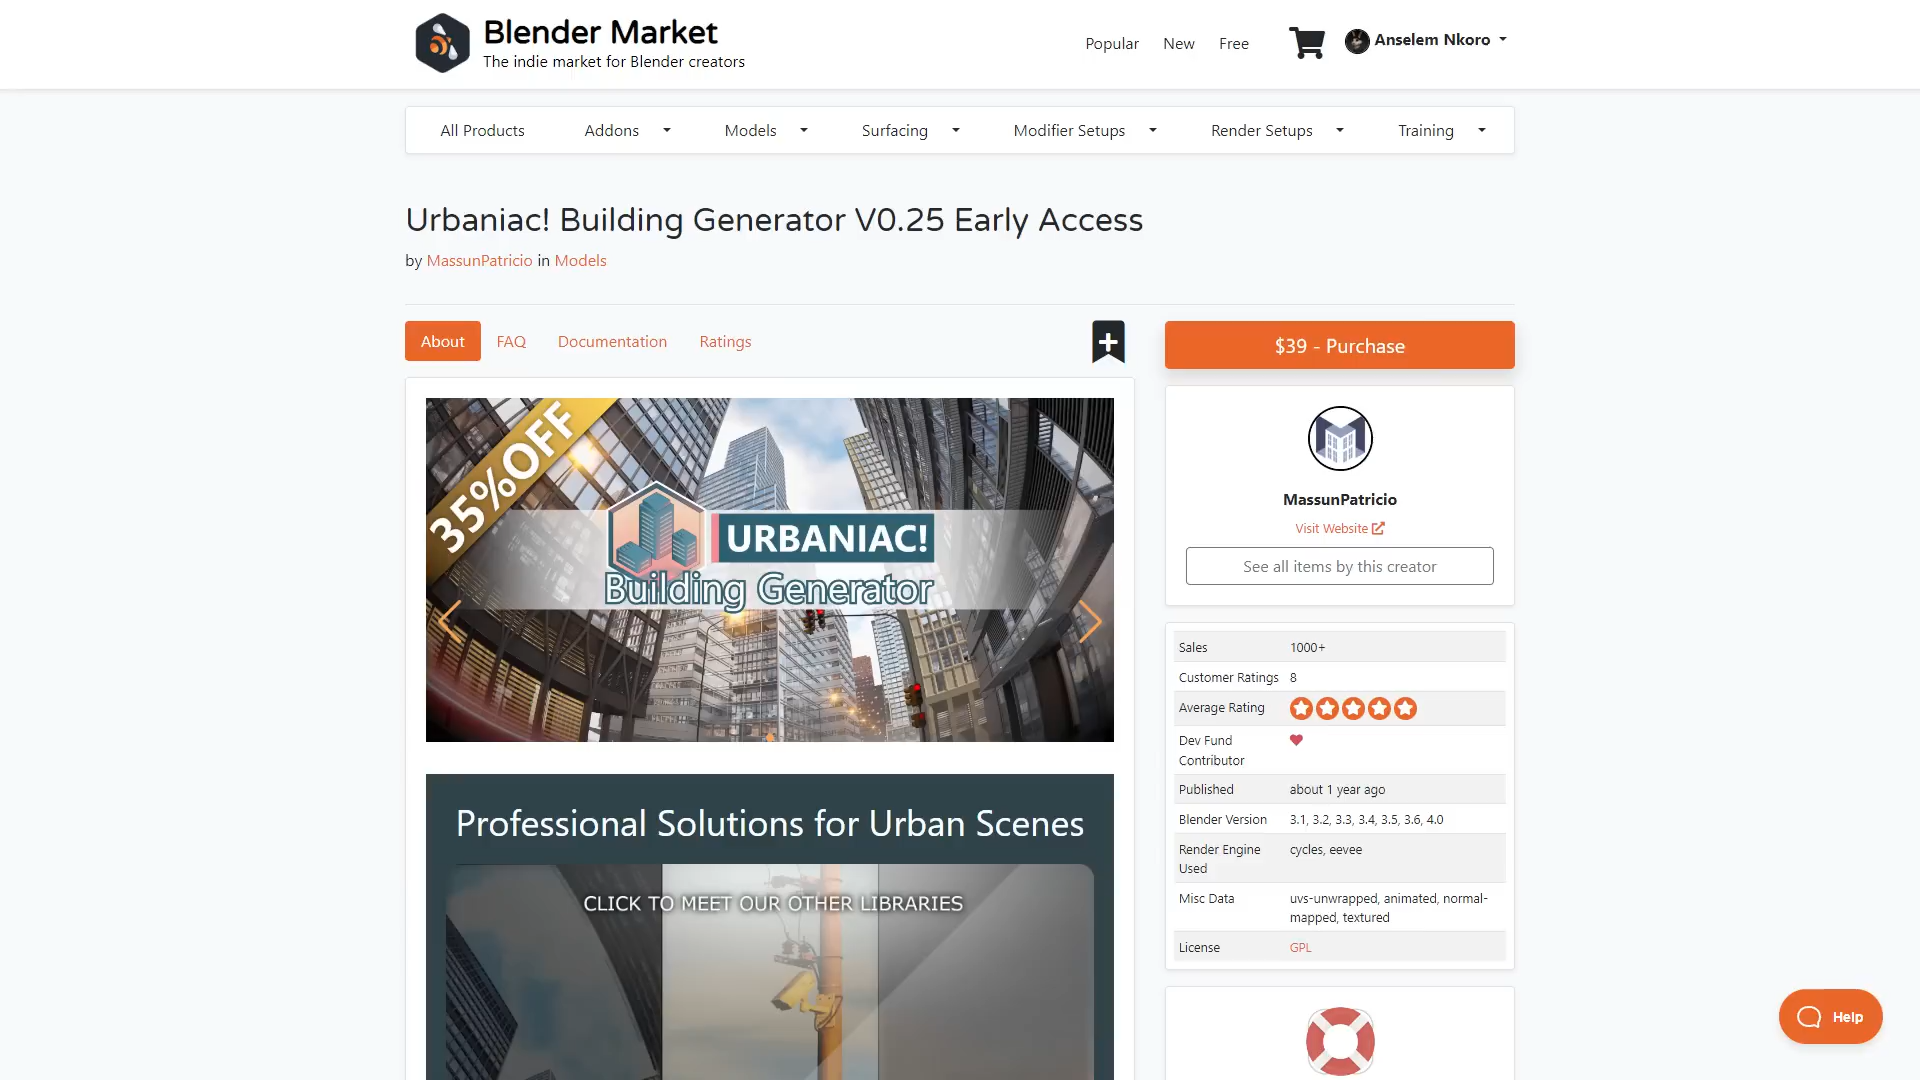 Blender Market
The indie market for Blender creators
Popular
New
Free
Anselem Nkoro
All Products
Addons
Models
Surfacing
Modifier Setups
Render Setups
Training
Urbaniac! Building Generator V0.25 Early Access
by MassunPatricio in Models
About
FAQ
Documentation
Ratings
$39 - Purchase
35%OFF
URBANIAC!
Building Generator
MassunPatricio
Visit Website
See all items by this creator
Sales 1000+
Customer Ratings 8
Average Rating
Dev Fund
Contributor
Published about 1 year ago
Blender Version 3.1, 3.2, 3.3, 3.4, 3.5, 3.6, 4.0
Render Engine cycles, eevee
Used
Misc Data uvs-unwrapped, animated, normal-
mapped, textured
License GPL
Professional Solutions for Urban Scenes
CLICK TO MEET OUR OTHER LIBRARIES
Help